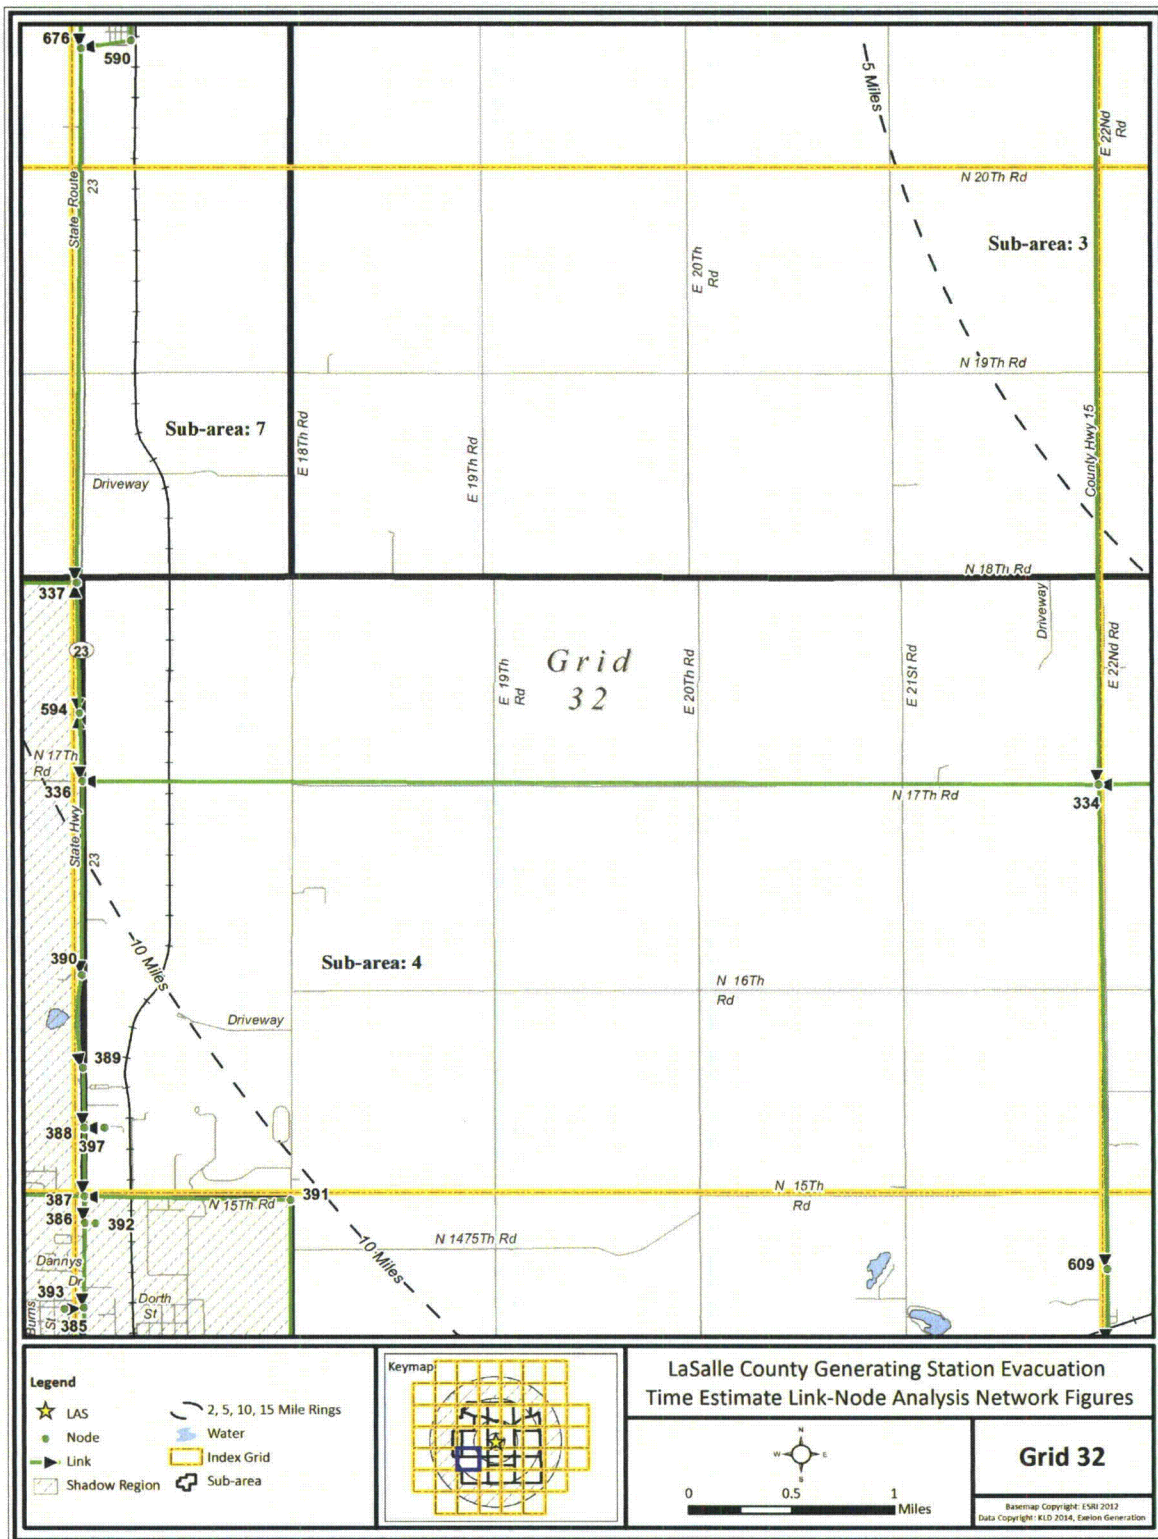 676
590
5 Miles
E 22Nd
Rd
N 20Th Rd
State Route
23
Sub-area: 3
E 20Th
Rd
N 19Th Rd
Sub-area: 7
E 18Th Rd
E 19Th Rd
County Hwy 15
Driveway
N 18Th Rd
337
Driveway
23
Grid
32
E 19Th
Rd
E 20Th Rd
E 21St Rd
E 22Nd Rd
594
N 17Th
Rd
336
N 17Th Rd
334
State Hwy
23
390
10 Miles
Sub-area: 4
N 16Th
Rd
Driveway
389
388
397
387
391
N 15Th Rd
N 15Th
Rd
386
392
N 1475Th Rd
Dannys
Dr
10 Miles
609
393
Dorth
St
Burns
St
385
Legend
LAS
Node
Link
Shadow Region
2, 5, 10, 15 Mile Rings
Water
Index Grid
Sub-area
Keymap
LaSalle County Generating Station Evacuation
Time Estimate Link-Node Analysis Network Figures
N
W E
S
0 0.5 1
Miles
Grid 32
Basemap Copyright: ESRI 2012
Data Copyright: KLD 2014, Exelon Generation